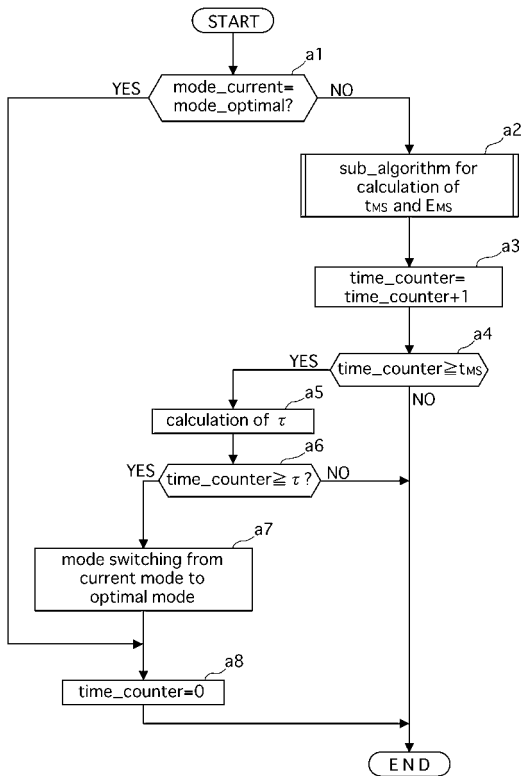 START
a1
mode_current=
mode_optimal?
YES
NO
a2
sub_algorithm for
calculation of
tMS and EMS
a3
time_counter=
time_counter+1
a4
time_counter≧tMS
YES
NO
a5
calculation of τ
a6
time_counter≧ τ ?
YES
NO
a7
mode switching from
current mode to
optimal mode
a8
time_counter=0
END